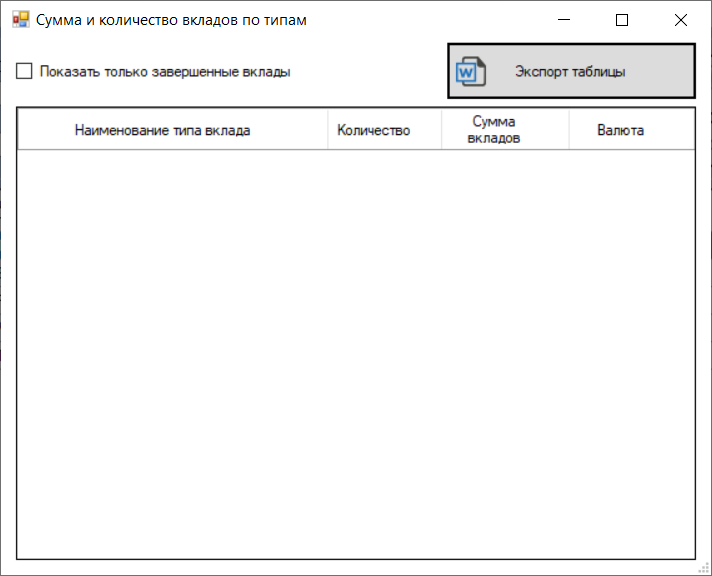 Сумма и количество вкладов по типам
Показать только завершенные вклады
W
Экспорт таблицы
Наименование типа вклада
Количество
Сумма
вкладов
Валюта